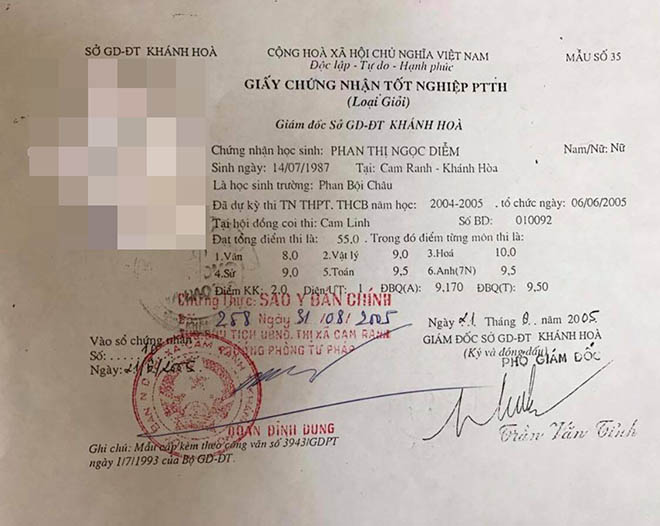 SỞ GD-ĐT KHÁNH HOÀ
CỘNG HOÀ XÃ HỘI CHỦ NGHĨA VIỆT NAM
MẪU SỐ 35
Độc lập - Tự do - Hạnh phúc
GIẤY CHỨNG NHẬN TỐT NGHIỆP PTTH
(Loại Giỏi)
Giám đốc Sở GD-ĐT KHÁNH HOÀ
Chứng nhận học sinh: PHAN THỊ NGỌC DIỄM Nam/Nữ: Nữ
Sinh ngày: 14/07/1987 Tại: Cam Ranh - Khánh Hòa
Là học sinh trường: Phan Bội Châu
Đã dự kỳ thi TN THPT. THCB năm học: 2004-2005 . tổ chức ngày: 06/06/2005
Tại hội đồng coi thi: Cam Linh Số BD: 010092
Đạt tổng điểm thi là: 55,0 . Trong đó điểm từng môn thi là:
1.Văn 8,0 2.Vật lý 9,0 3.Hoá 10,0
4.Sử 9,0 5.Toán 9,5 6.Anh(7N) 9,5
Điểm KK: 2,0 Diện UT: 1 ĐBQ(A): 9,170 ĐBQ(T): 9,50
Chứng Thực: SAO Y BẢN CHÍNH
258 Ngày 31/08/2005
TỊCH UBND. THỊ XÃ CAM RANH
PHÒNG TƯ PHÁP
Ngày 21 Tháng 8 năm 2005
GIÁM ĐỐC SỞ GD-ĐT KHÁNH HOÀ
(Ký và đóng dấu)
PHÓ GIÁM ĐỐC
Vào sổ chứng nhận
Số:
Ngày:
ĐOÀN ĐÌNH DUNG
Trần Văn Tỉnh
Ghi chú: Mẫu cấp kèm theo công văn số 3943/GDPT
ngày 1/7/1993 của Bộ GD-ĐT.